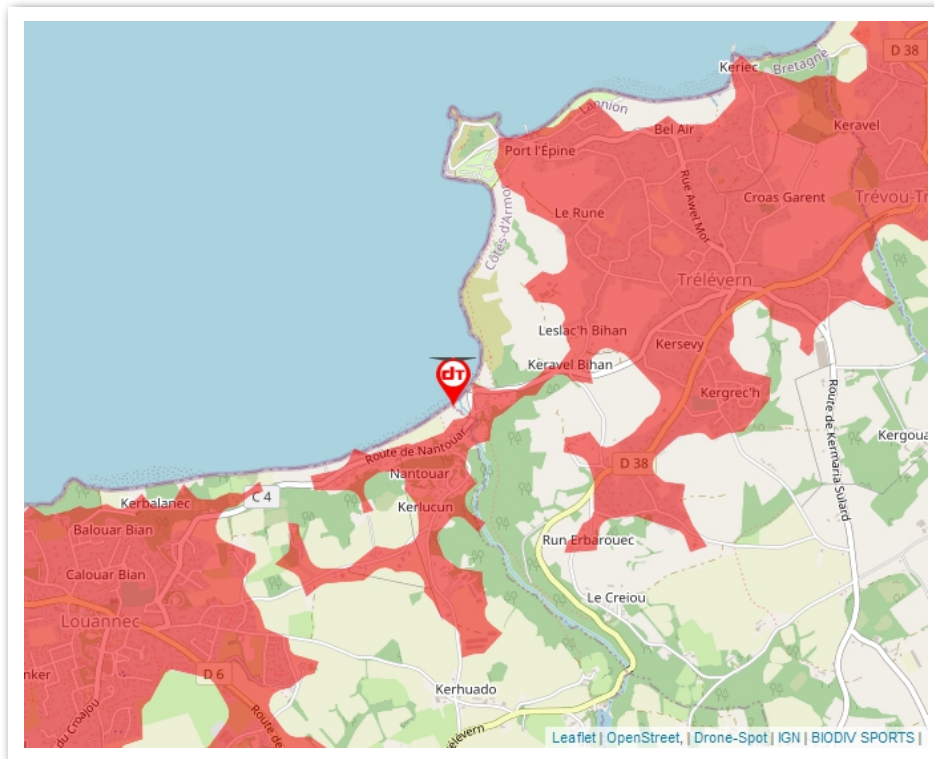 D 38
Keriec
Bretagne
Lannion
Bel Air
Keravel
Port l'Épine
Côtes-d'Armor
Rue Awel Mor
Croas Garent
Trévou-Tr
Le Rune
Trélévern
Leslac'h Bihan
Kersevy
Keravel Bihan
dT
Kergrec'h
Route de Kermaria Sulard
Kergoua
Route de Nantouar
D 38
Nantouar
C 4
Kerbalanec
Kerlucun
Balouar Bian
Run Erbarouec
Calouar Bian
Le Creiou
Louannec
D 6
nker
Kerhuado
du Croajou
Route de
élévern
Leaflet | OpenStreet, | Drone-Spot | IGN | BIODIV SPORTS |